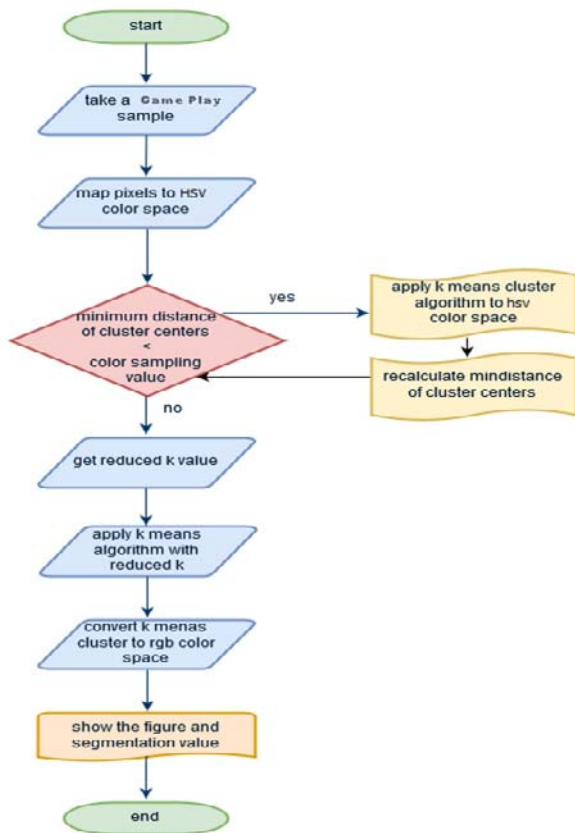 start
take a Game Play
sample
map pixels to HSV
color space
minimum distance
of cluster centers
<
color sampling
value
yes
apply k means cluster
algorithm to hsv
color space
recalculate mindistance
of cluster centers
no
get reduced k value
apply k means
algorithm with
reduced k
convert k menas
cluster to rgb color
space
show the figure and
segmentation value
end